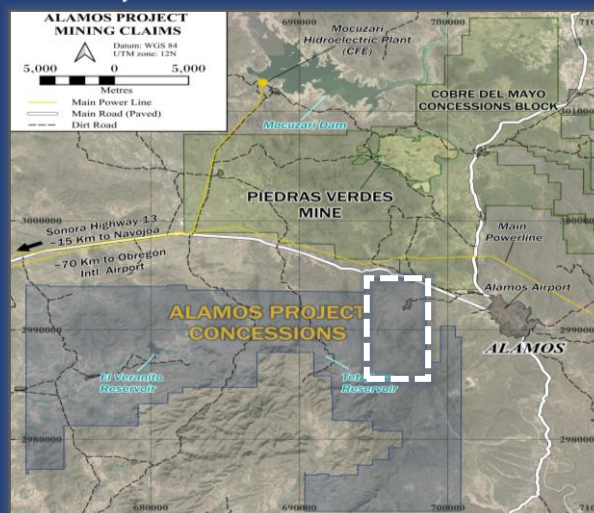 ALAMOS PROJECT
MINING CLAIMS
Datum: WGS 84
UTM zone: 12N
5,000 0 5,000
Metres
Main Power Line
Main Road (Paved)
Dirt Road
690000
700000
Mocuzari
Hidroelectric Plant
(CFE)
Mocuzari Dam
COBRE DEL MAYO
CONCESSIONS BLOCK
PIEDRAS VERDES
MINE
3000000
Sonora Highway 13
~15 Km to Navojoa
~70 Km to Obregon
Intl. Airport
Main
Powerline
Alamos Airport
ALAMOS PROJECT
CONCESSIONS
2990000
2990000
ALAMOS
El Veranito
Reservoir
Reservoir
2980000
2980000
680000
690000
700000